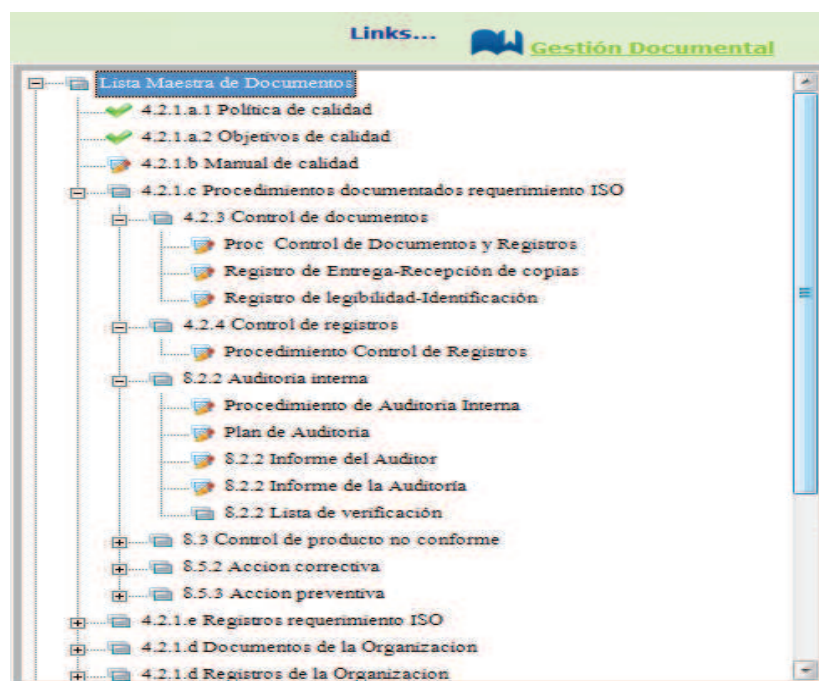 Links...
Gestión Documental
Lista Maestra de Documentos
4.2.1.a.1 Política de calidad
4.2.1.a.2 Objetivos de calidad
4.2.1.b Manual de calidad
4.2.1.c Procedimientos documentados requerimiento ISO
4.2.3 Control de documentos
Proc Control de Documentos y Registros
Registro de Entrega-Recepción de copias
Registro de legibilidad-Identificación
4.2.4 Control de registros
Procedimiento Control de Registros
8.2.2 Auditoria interna
Procedimiento de Auditoria Interna
Plan de Auditoria
8.2.2 Informe del Auditor
8.2.2 Informe de la Auditoría
8.2.2 Lista de verificación
8.3 Control de producto no conforme
8.5.2 Accion correctiva
8.5.3 Accion preventiva
4.2.1.e Registros requerimiento ISO
4.2.1.d Documentos de la Organizacion
4.2.1.d Registros de la Organizacion